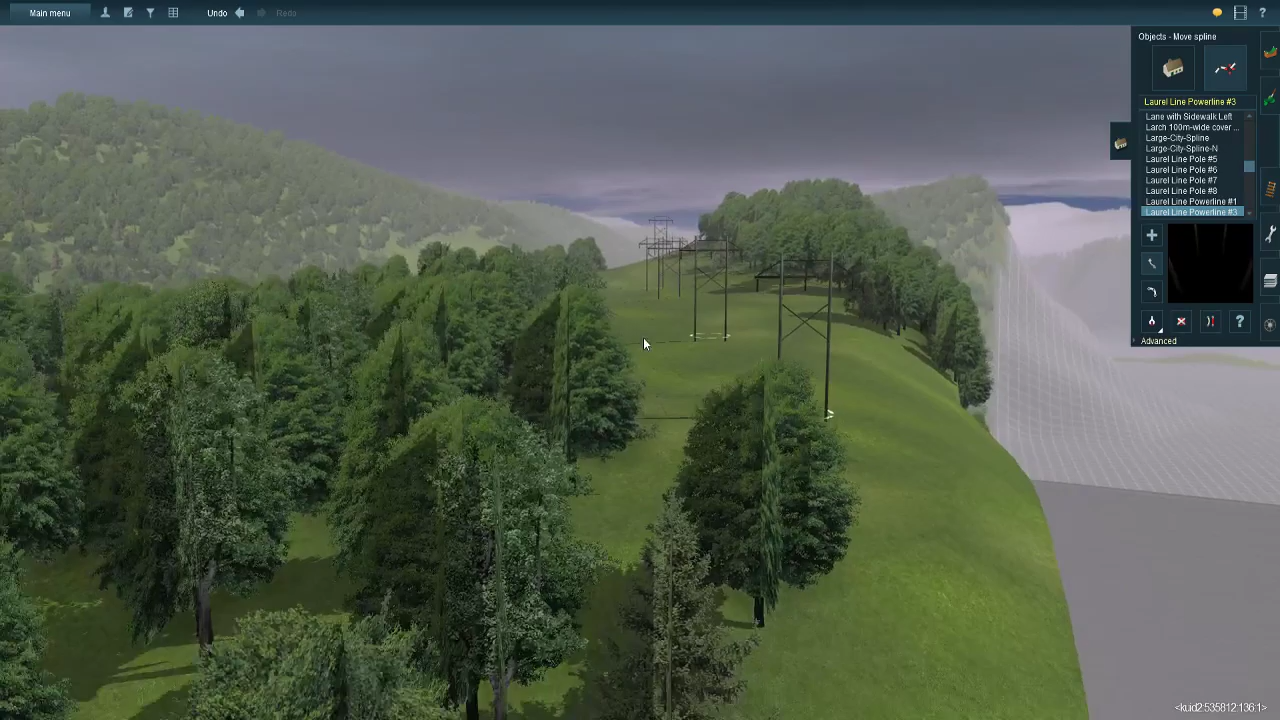 Main menu
Undo
Redo
?
Objects - Move spline
Laurel Line Powerline #3
Lane with Sidewalk Left
Larch 100m-wide cover ...
Large-City-Spline
Large-City-Spline-N
Laurel Line Pole #5
Laurel Line Pole #6
Laurel Line Pole #7
Laurel Line Pole #8
Laurel Line Powerline #1
Laurel Line Powerline #3
?
Advanced
<kuid2:535812:136:1>